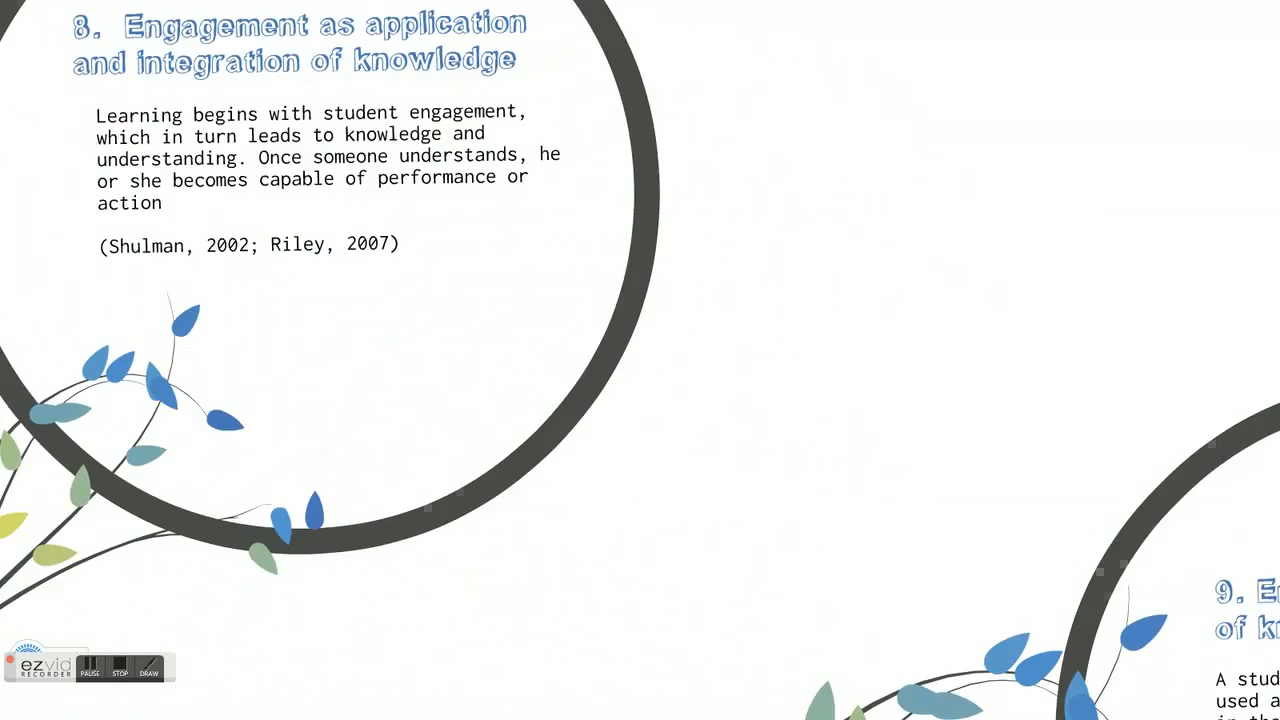 8. Engagement as application
and integration of knowledge
Learning begins with student engagement,
which in turn leads to knowledge and
understanding. Once someone understands, he
or she becomes capable of performance or
action
(Shulman, 2002; Riley, 2007)
9.
of
A
used
ezvid
RECORDER
PAUSE
STOP
DRAW